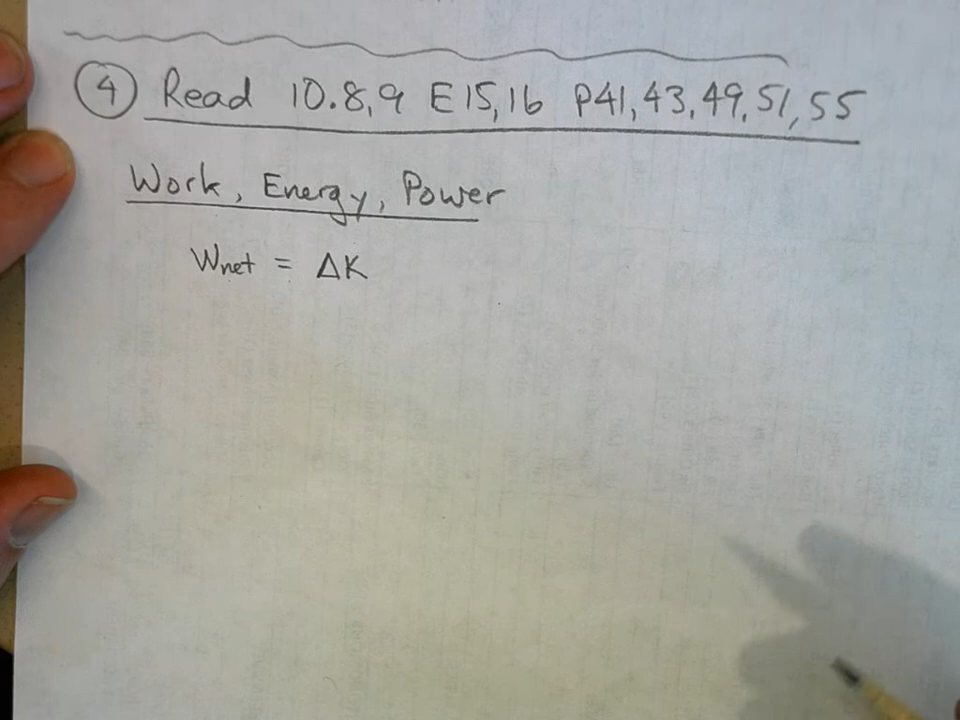 ④ Read 10.8,9 E15,16 P41,43,49,51,55
Work, Energy, Power
Wnet = ΔK